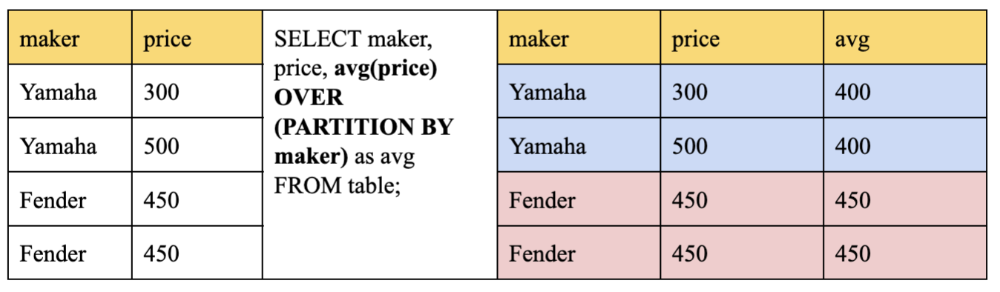 maker price
Yamaha 300
Yamaha 500
Fender 450
Fender 450
SELECT maker,
price, avg(price)
OVER
(PARTITION BY
maker) as avg
FROM table;
maker price avg
Yamaha 300 400
Yamaha 500 400
Fender 450 450
Fender 450 450